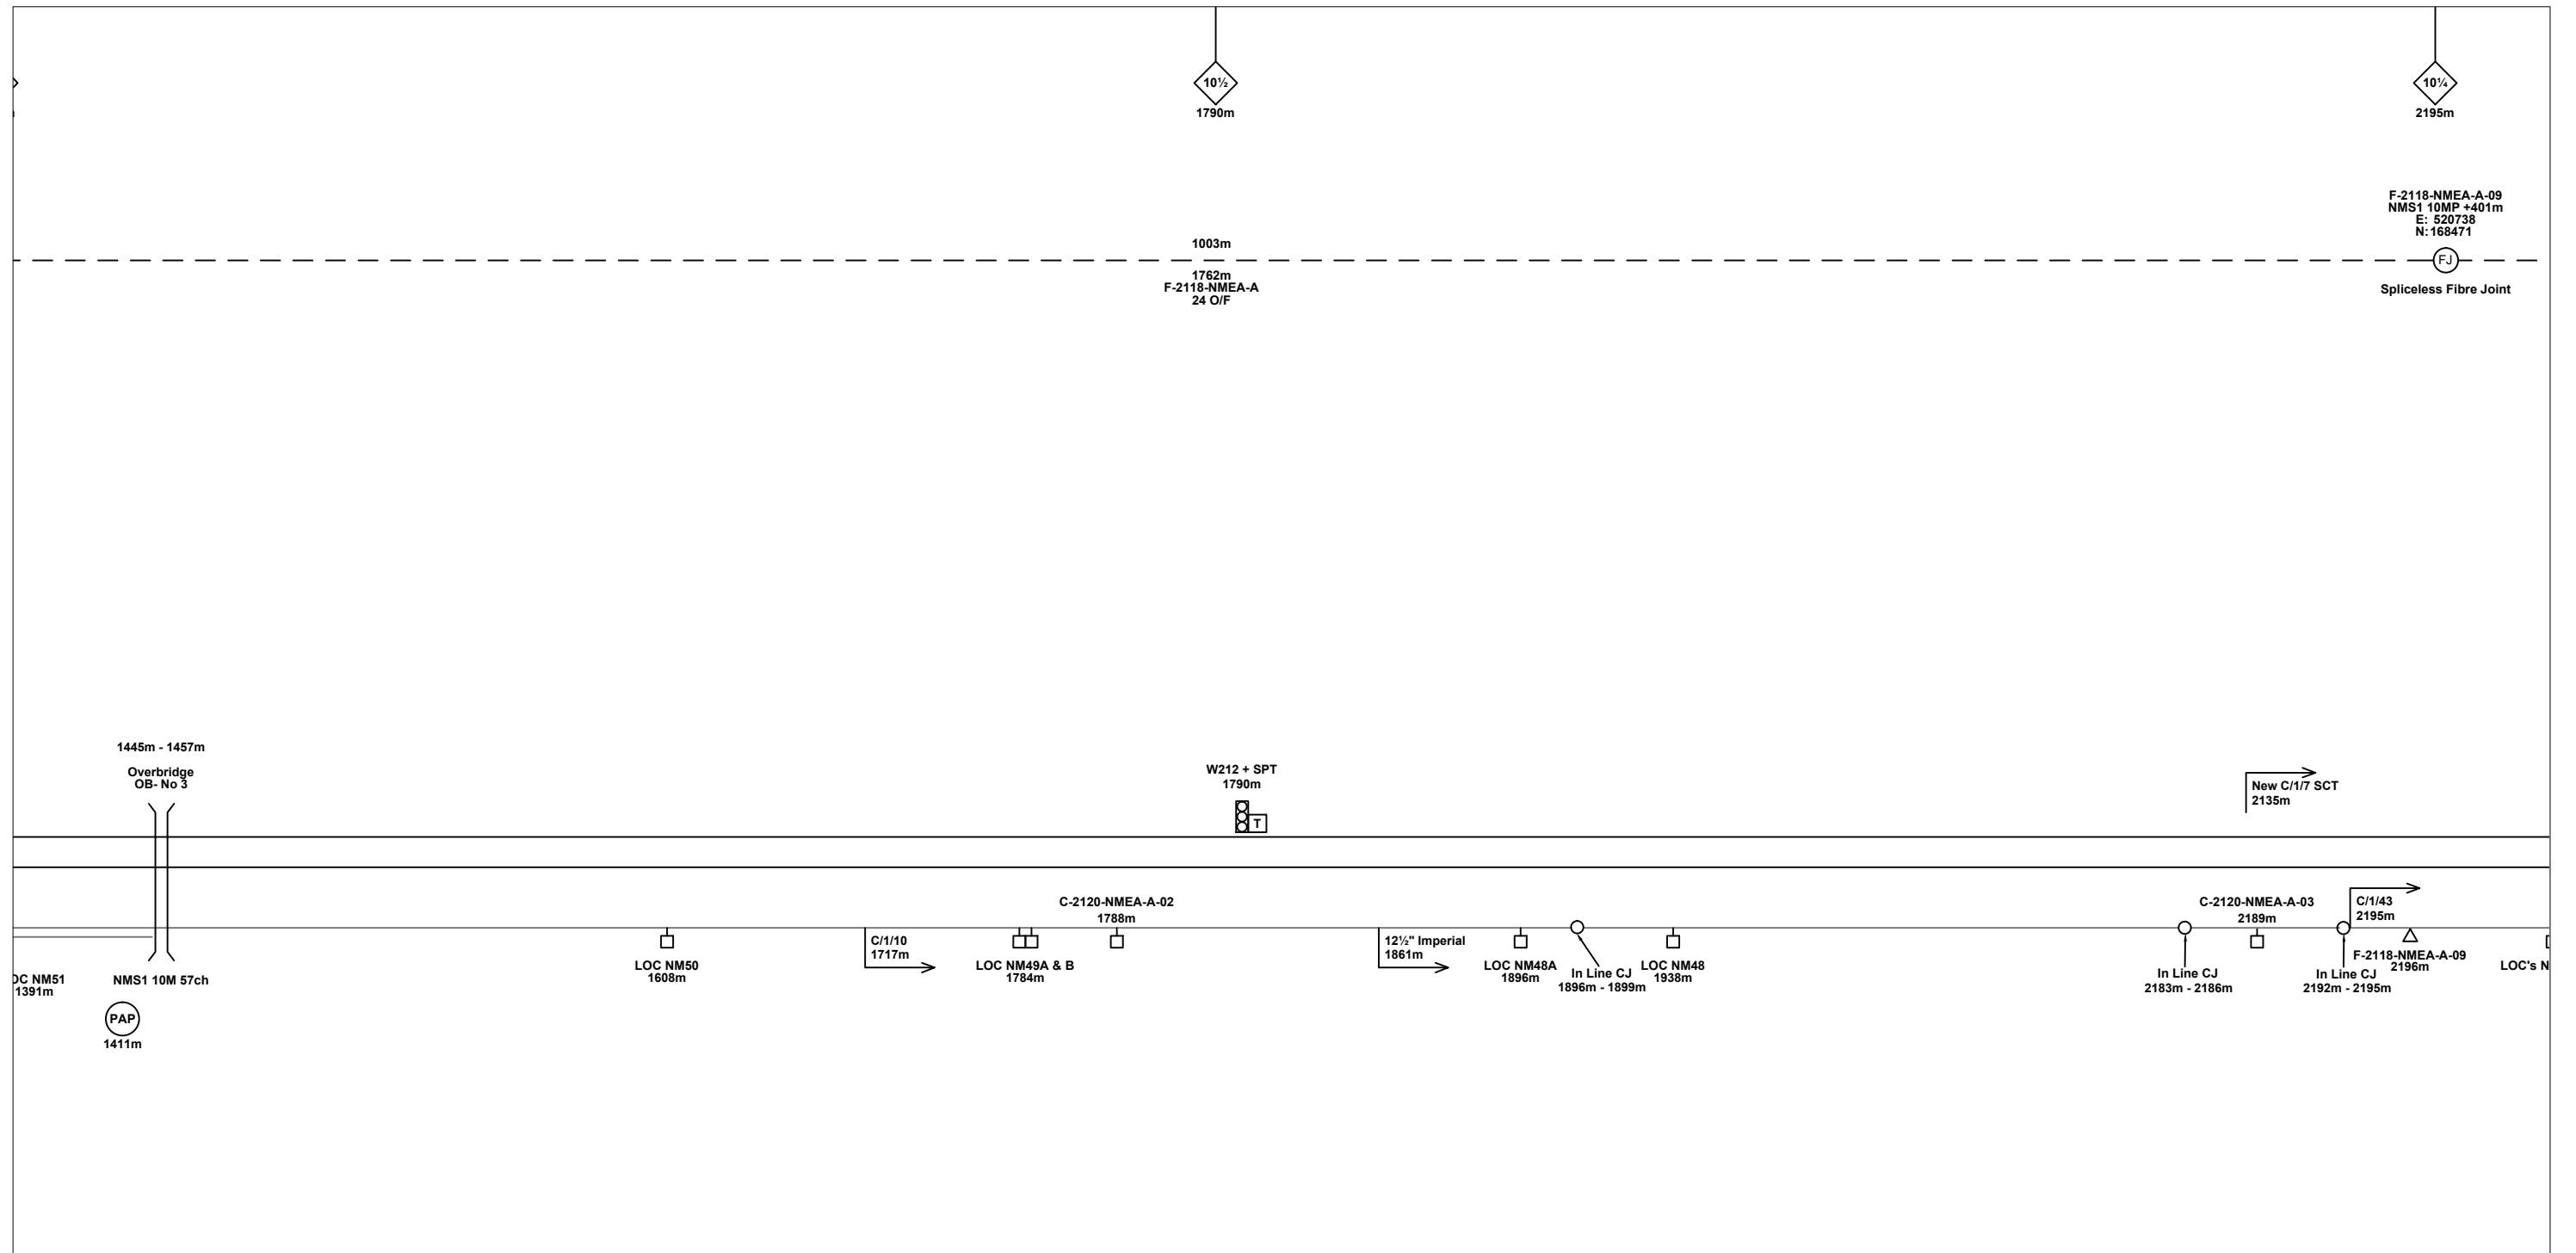 10½
1790m
10¼
2195m
F-2118-NMEA-A-09
NMS1 10MP +401m
E: 520738
N:168471
1003m
FJ
1762m
F-2118-NMEA-A
24 O/F
Spliceless Fibre Joint
1445m - 1457m
Overbridge
OB- No 3
W212 + SPT
1790m
T
New C/1/7 SCT
2135m
C-2120-NMEA-A-02
1788m
C-2120-NMEA-A-03
2189m
C/1/43
2195m
C/1/10
1717m
12½" Imperial
1861m
NM51
1391m
NMS1 10M 57ch
PAP
1411m
LOC NM50
1608m
LOC NM49A & B
1784m
LOC NM48A
1896m
In Line CJ
1896m - 1899m
LOC NM48
1938m
In Line CJ
2183m - 2186m
In Line CJ
2192m - 2195m
F-2118-NMEA-A-09
2196m
LOC's N